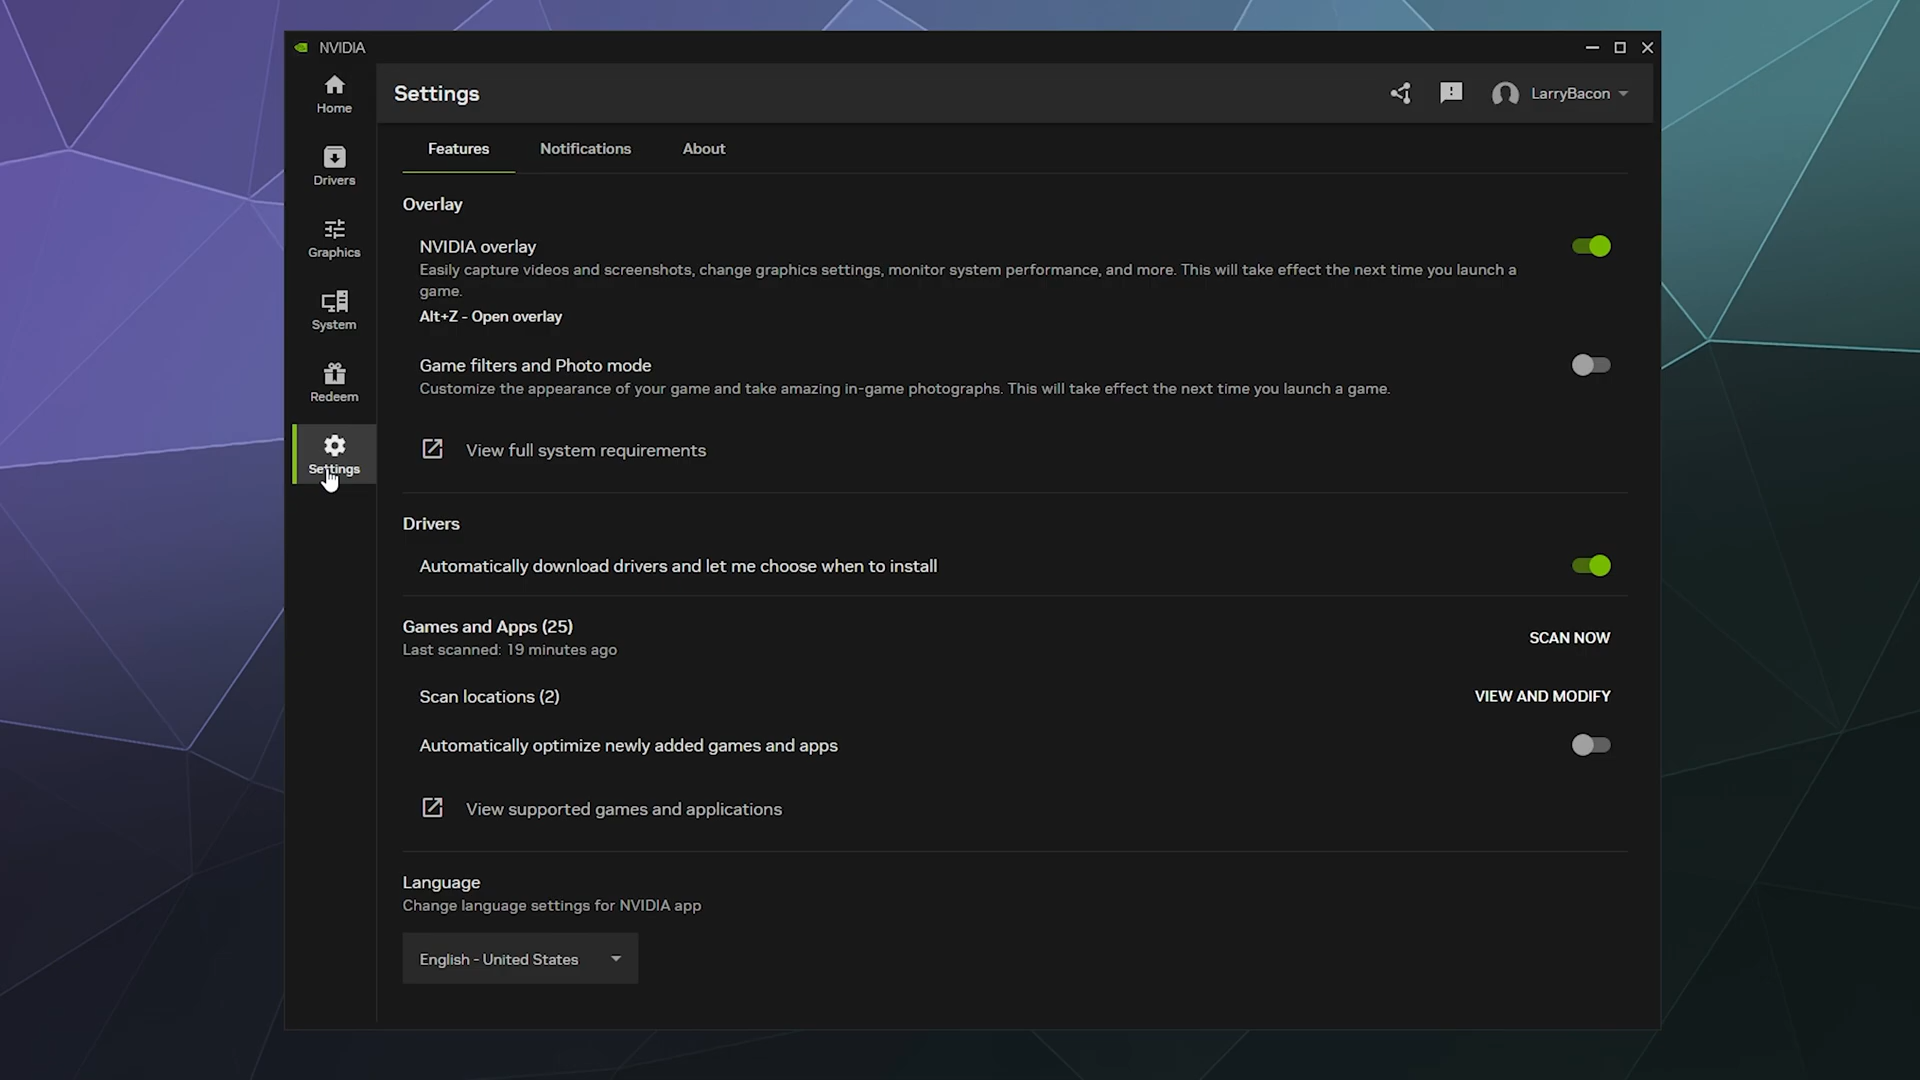 NVIDIA
Home
Drivers
Graphics
System
Redeem
Settings
Settings
LarryBacon
Features
Notifications
About
Overlay
NVIDIA overlay
Easily capture videos and screenshots, change graphics settings, monitor system performance, and more. This will take effect the next time you launch a
game.
Alt+Z - Open overlay
Game filters and Photo mode
Customize the appearance of your game and take amazing in-game photographs. This will take effect the next time you launch a game.
View full system requirements
Drivers
Automatically download drivers and let me choose when to install
Games and Apps (25)
Last scanned: 19 minutes ago
SCAN NOW
Scan locations (2)
VIEW AND MODIFY
Automatically optimize newly added games and apps
View supported games and applications
Language
Change language settings for NVIDIA app
English - United States